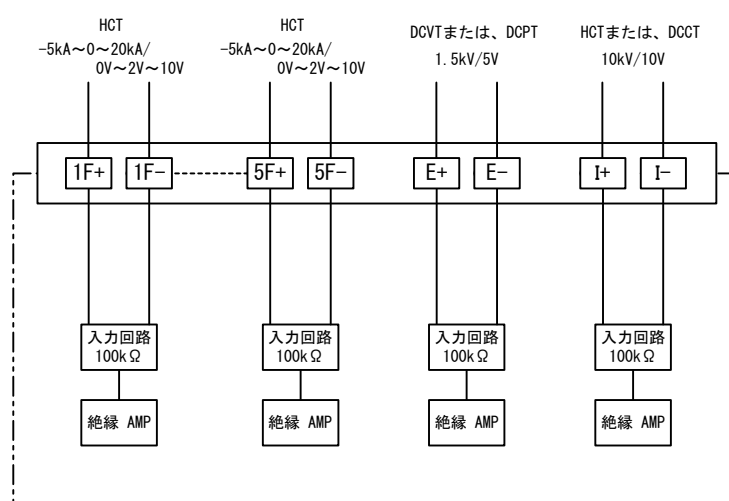 HCT
-5kA～0～20kA/
0V～2V～10V
HCT
-5kA～0～20kA/
0V～2V～10V
DCVTまたは、DCPT
1.5kV/5V
HCTまたは、DCCT
10kV/10V
1F+
1F-
5F+
5F-
E+
E-
I+
I-
入力回路
100kΩ
入力回路
100kΩ
入力回路
100kΩ
入力回路
100kΩ
絶縁 AMP
絶縁 AMP
絶縁 AMP
絶縁 AMP